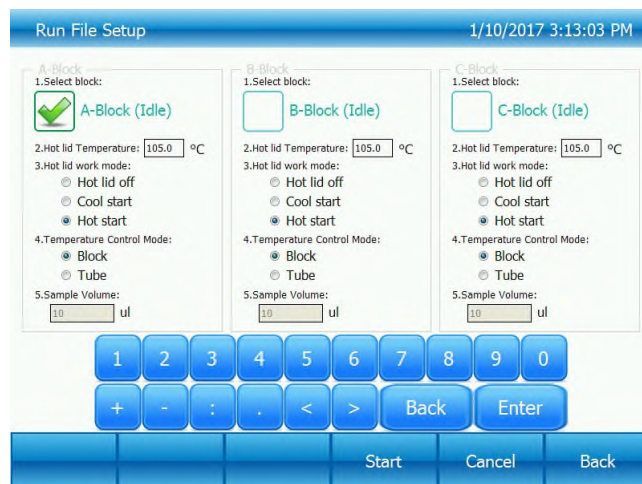 Run File Setup 1/10/2017 3:13:03 PM
A-Block
1.Select block:
A-Block (Idle)
2.Hot lid Temperature: 105.0 °C
3.Hot lid work mode:
Hot lid off
Cool start
Hot start
4.Temperature Control Mode:
Block
Tube
5.Sample Volume:
10 ul
B-Block
1.Select block:
B-Block (Idle)
2.Hot lid Temperature: 105.0 °C
3.Hot lid work mode:
Hot lid off
Cool start
Hot start
4.Temperature Control Mode:
Block
Tube
5.Sample Volume:
10 ul
C-Block
1.Select block:
C-Block (Idle)
2.Hot lid Temperature: 105.0 °C
3.Hot lid work mode:
Hot lid off
Cool start
Hot start
4.Temperature Control Mode:
Block
Tube
5.Sample Volume:
10 ul
1 2 3 4 5 6 7 8 9 0
+ - : . < > Back Enter
Start Cancel Back